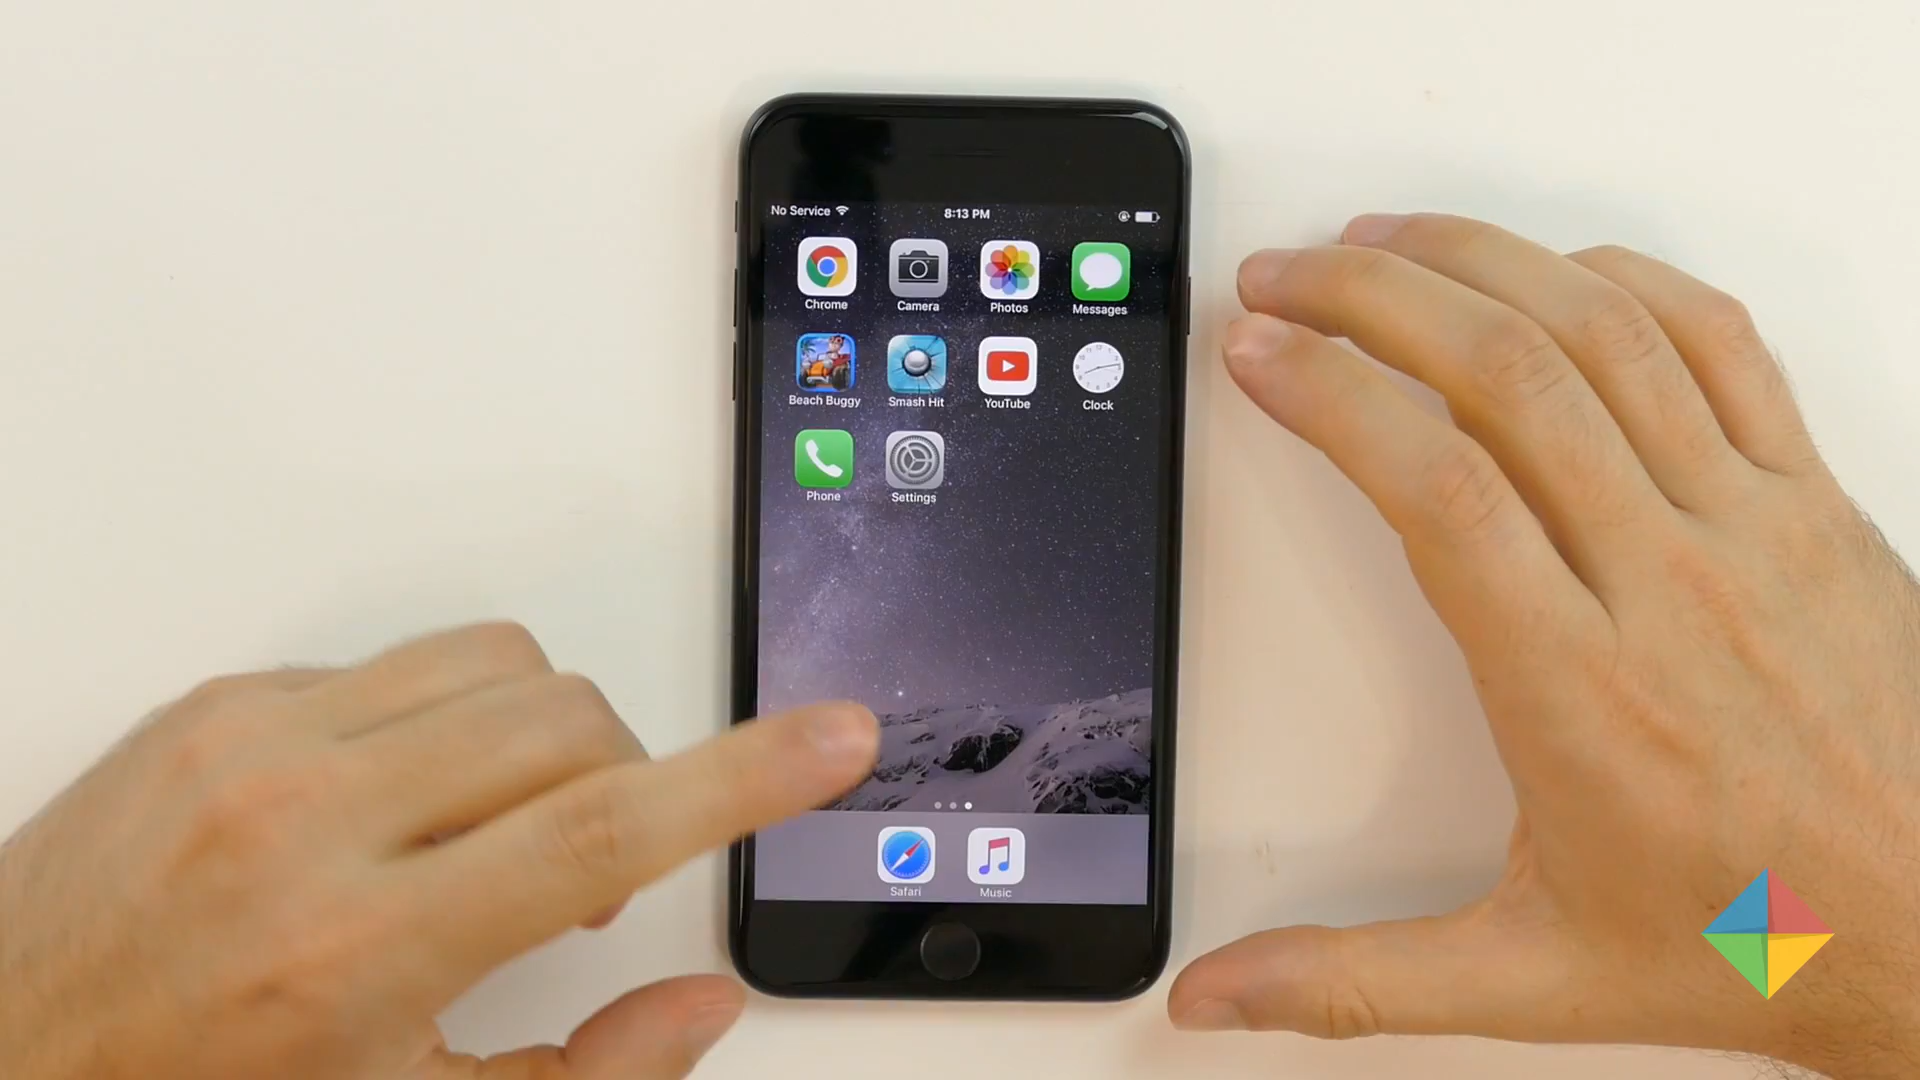 No Service
8:13 PM
Chrome
Camera
Photos
Messages
Beach Buggy
Smash Hit
YouTube
Clock
Phone
Settings
Safari
Music